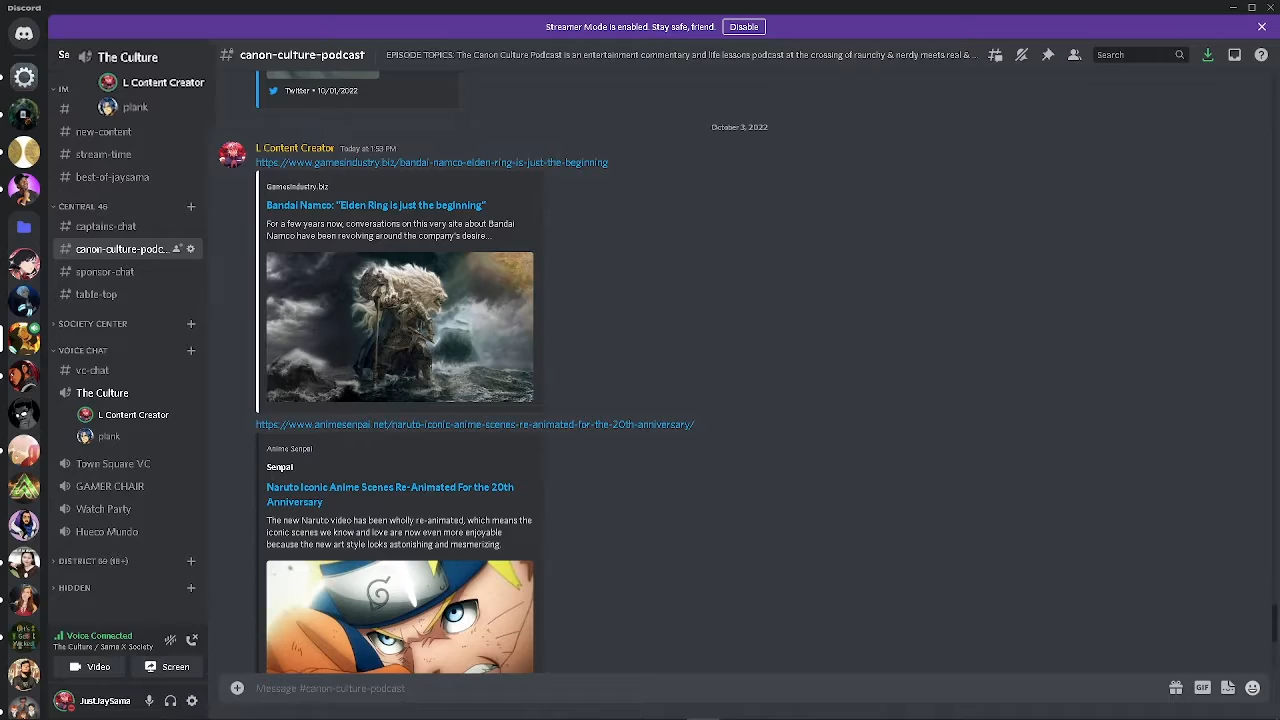 Discord
Streamer Mode is enabled. Stay safe, friend.
Disable
Sa
The Culture
L Content Creator
plank
IM
new-content
stream-time
best-of-jaysama
CENTRAL 46
captains-chat
canon-culture-podc...
sponsor-chat
table-top
SOCIETY CENTER
VOICE CHAT
vc-chat
The Culture
L Content Creator
plank
Town Square VC
GAMER CHAIR
Watch Party
Hueco Mundo
DISTRICT 69 (18+)
HIDDEN
Voice Connected
The Culture / Sama X Society
Video
Screen
JustJaySama
canon-culture-podcast
EPISODE TOPICS: The Canon Culture Podcast is an entertainment commentary and life lessons podcast at the crossing of raunchy & nerdy meets real &...
Search
Twitter • 10/01/2022
October 3, 2022
L Content Creator Today at 1:53 PM
https://www.gamesindustry.biz/bandai-namco-elden-ring-is-just-the-beginning
GamesIndustry.biz
Bandai Namco: "Elden Ring is just the beginning"
For a few years now, conversations on this very site about Bandai
Namco have been revolving around the company's desire...
https://www.animesenpai.net/naruto-iconic-anime-scenes-re-animated-for-the-20th-anniversary/
Anime Senpai
Senpai
Naruto Iconic Anime Scenes Re-Animated For the 20th
Anniversary
The new Naruto video has been wholly re-animated, which means the
iconic scenes we know and love are now even more enjoyable
because the new art style looks astonishing and mesmerizing.
Message #canon-culture-podcast
GIF